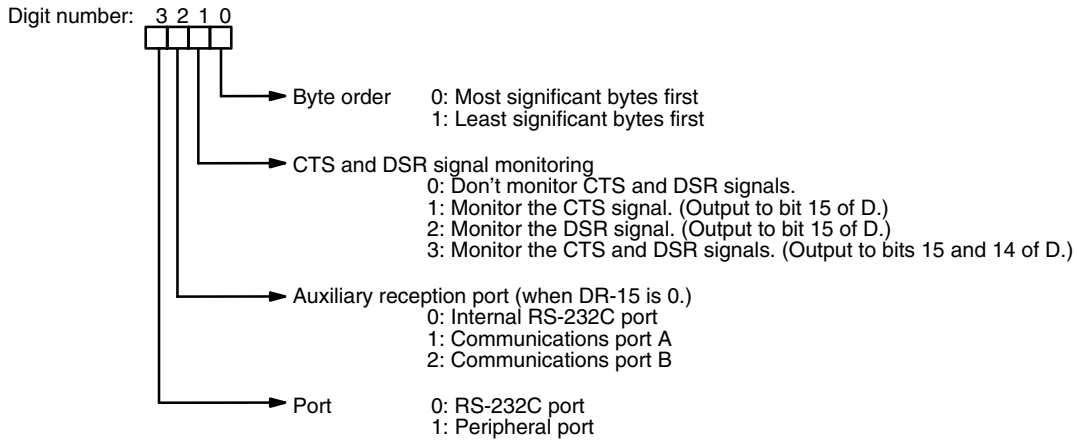 Digit number: 3 2 1 0
Byte order 0: Most significant bytes first
1: Least significant bytes first
CTS and DSR signal monitoring
0: Don't monitor CTS and DSR signals.
1: Monitor the CTS signal. (Output to bit 15 of D.)
2: Monitor the DSR signal. (Output to bit 15 of D.)
3: Monitor the CTS and DSR signals. (Output to bits 15 and 14 of D.)
Auxiliary reception port (when DR-15 is 0.)
0: Internal RS-232C port
1: Communications port A
2: Communications port B
Port 0: RS-232C port
1: Peripheral port